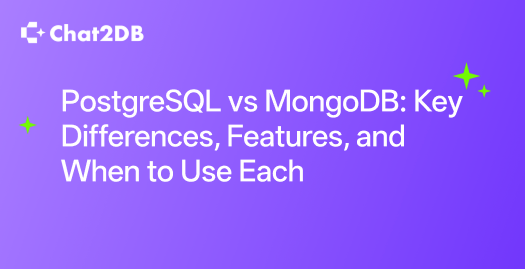 Chat2DB
PostgreSQL vs MongoDB: Key
Differences, Features, and
When to Use Each